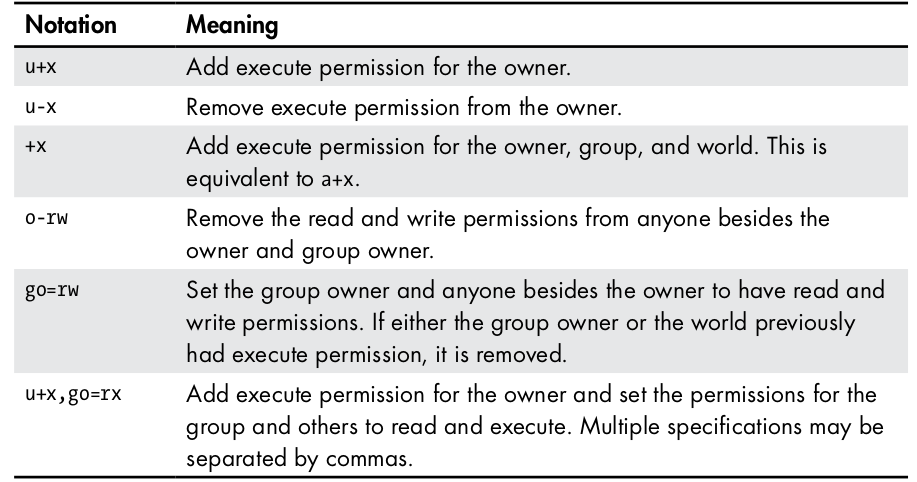 Notation Meaning
u+x Add execute permission for the owner.
u-x Remove execute permission from the owner.
+x Add execute permission for the owner, group, and world. This is
equivalent to a+x.
o-rw Remove the read and write permissions from anyone besides the
owner and group owner.
go=rw Set the group owner and anyone besides the owner to have read and
write permissions. If either the group owner or the world previously
had execute permission, it is removed.
u+x,go=rx Add execute permission for the owner and set the permissions for the
group and others to read and execute. Multiple specifications may be
separated by commas.